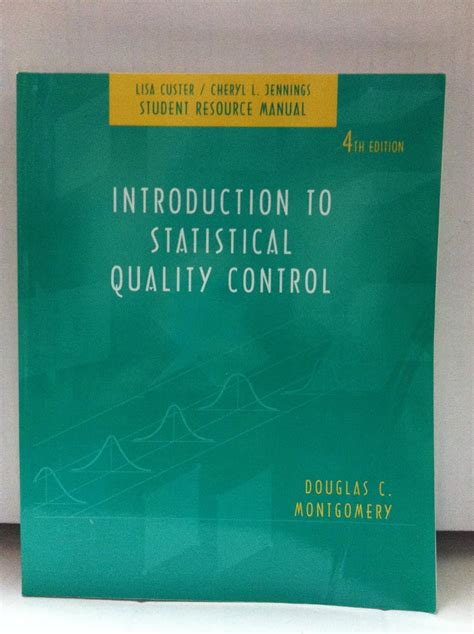 LISA CUSTER / CHERYL L. JENNINGS
STUDENT RESOURCE MANUAL
4TH EDITION
INTRODUCTION TO
STATISTICAL
QUALITY CONTROL
DOUGLAS C.
MONTGOMERY